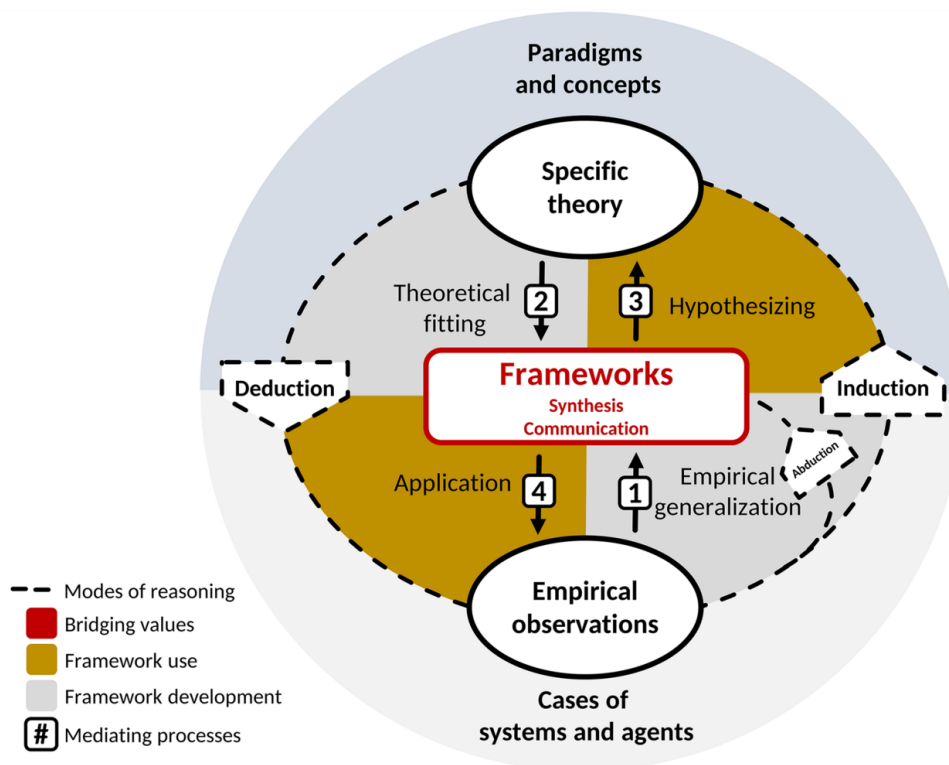 Paradigms
and concepts
Specific
theory
Theoretical
fitting
2
3
Hypothesizing
Deduction
Frameworks
Synthesis
Communication
Induction
Abduction
Application
4
1
Empirical
generalization
Empirical
observations
Cases of
systems and agents
Modes of reasoning
Bridging values
Framework use
Framework development
# Mediating processes